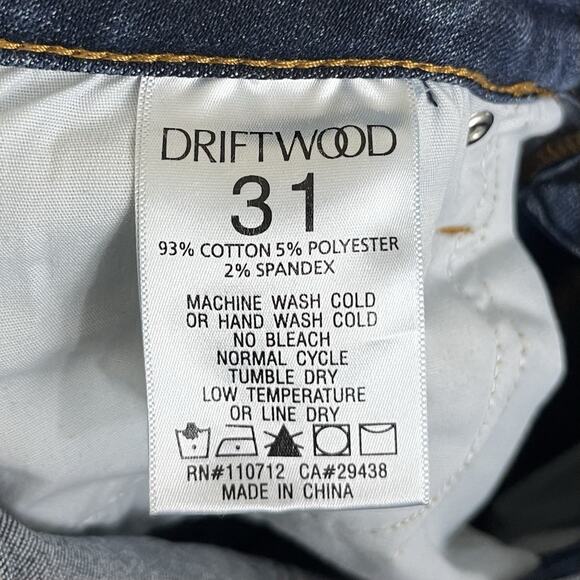 DRIFTWOOD
31
93% COTTON 5% POLYESTER
2% SPANDEX
MACHINE WASH COLD
OR HAND WASH COLD
NO BLEACH
NORMAL CYCLE
TUMBLE DRY
LOW TEMPERATURE
OR LINE DRY
RN#110712 CA#29438
MADE IN CHINA